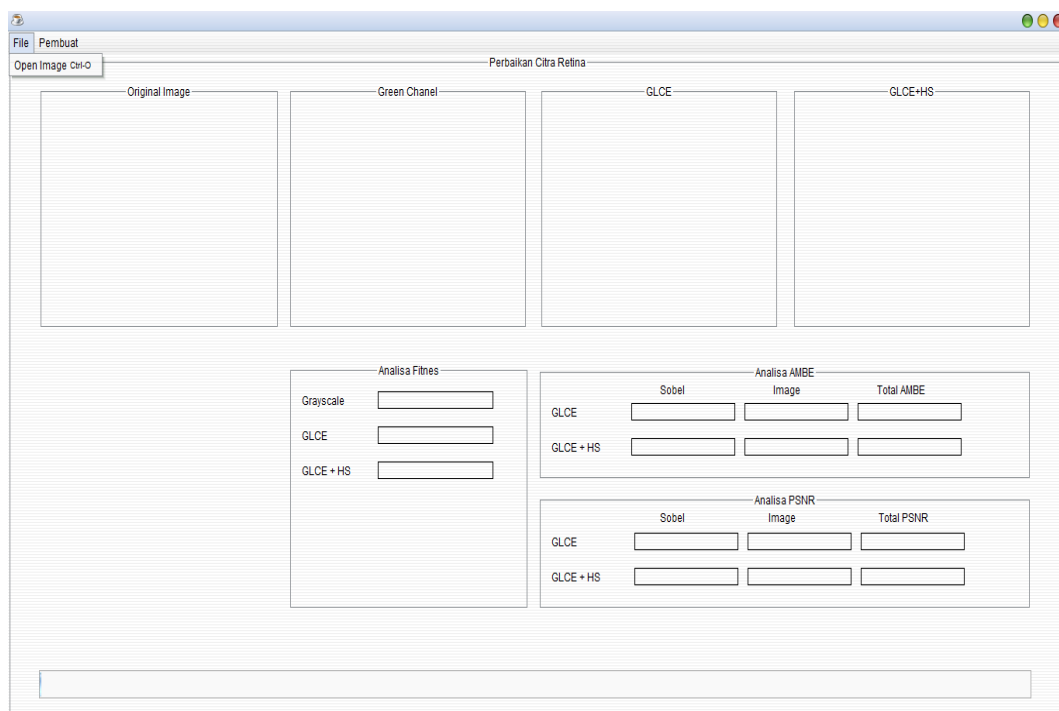 File Pembuat
Open Image Ctrl-O
Perbaikan Citra Retina
Original Image Green Chanel GLCE GLCE+HS
Analisa Fitnes
Grayscale
GLCE
GLCE + HS
Analisa AMBE
Sobel Image Total AMBE
GLCE
GLCE + HS
Analisa PSNR
Sobel Image Total PSNR
GLCE
GLCE + HS